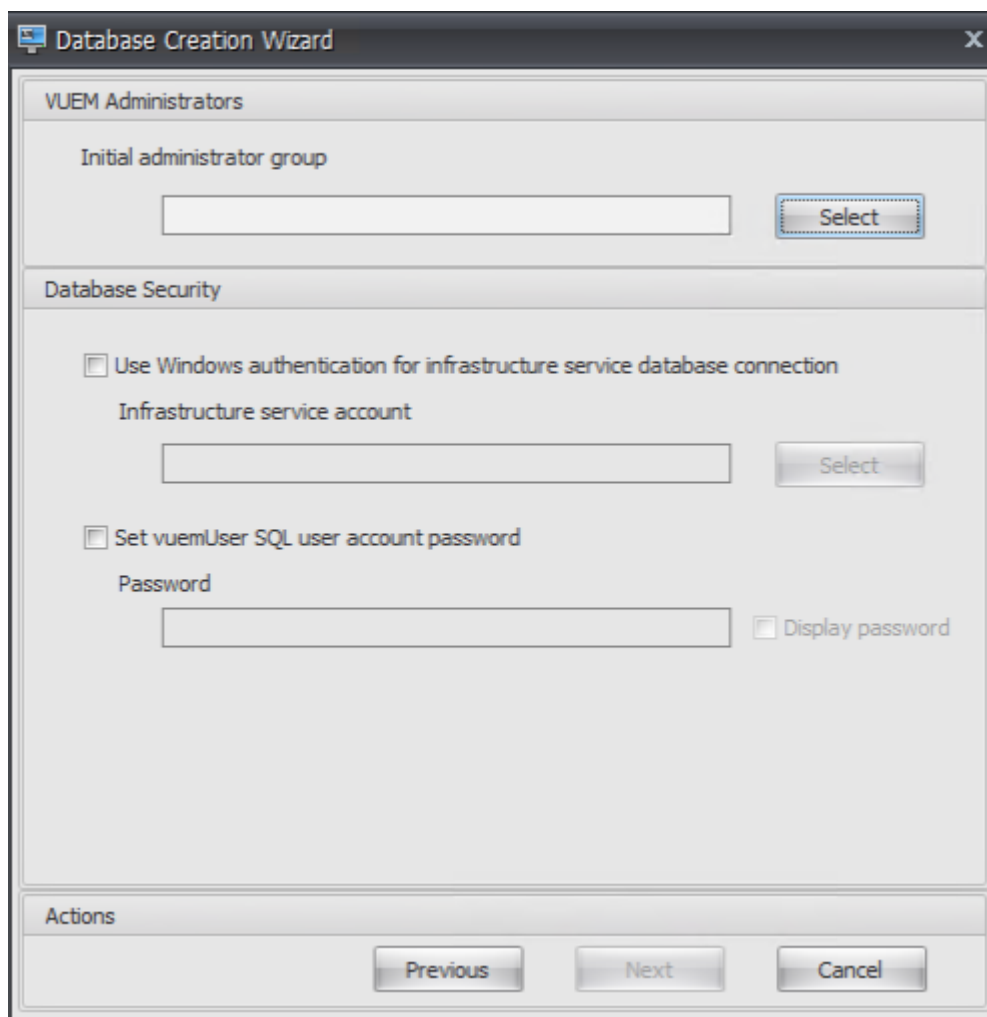 Database Creation Wizard
VUEM Administrators
Initial administrator group
Select
Database Security
Use Windows authentication for infrastructure service database connection
Infrastructure service account
Select
Set vuemUser SQL user account password
Password
Display password
Actions
Previous Next Cancel